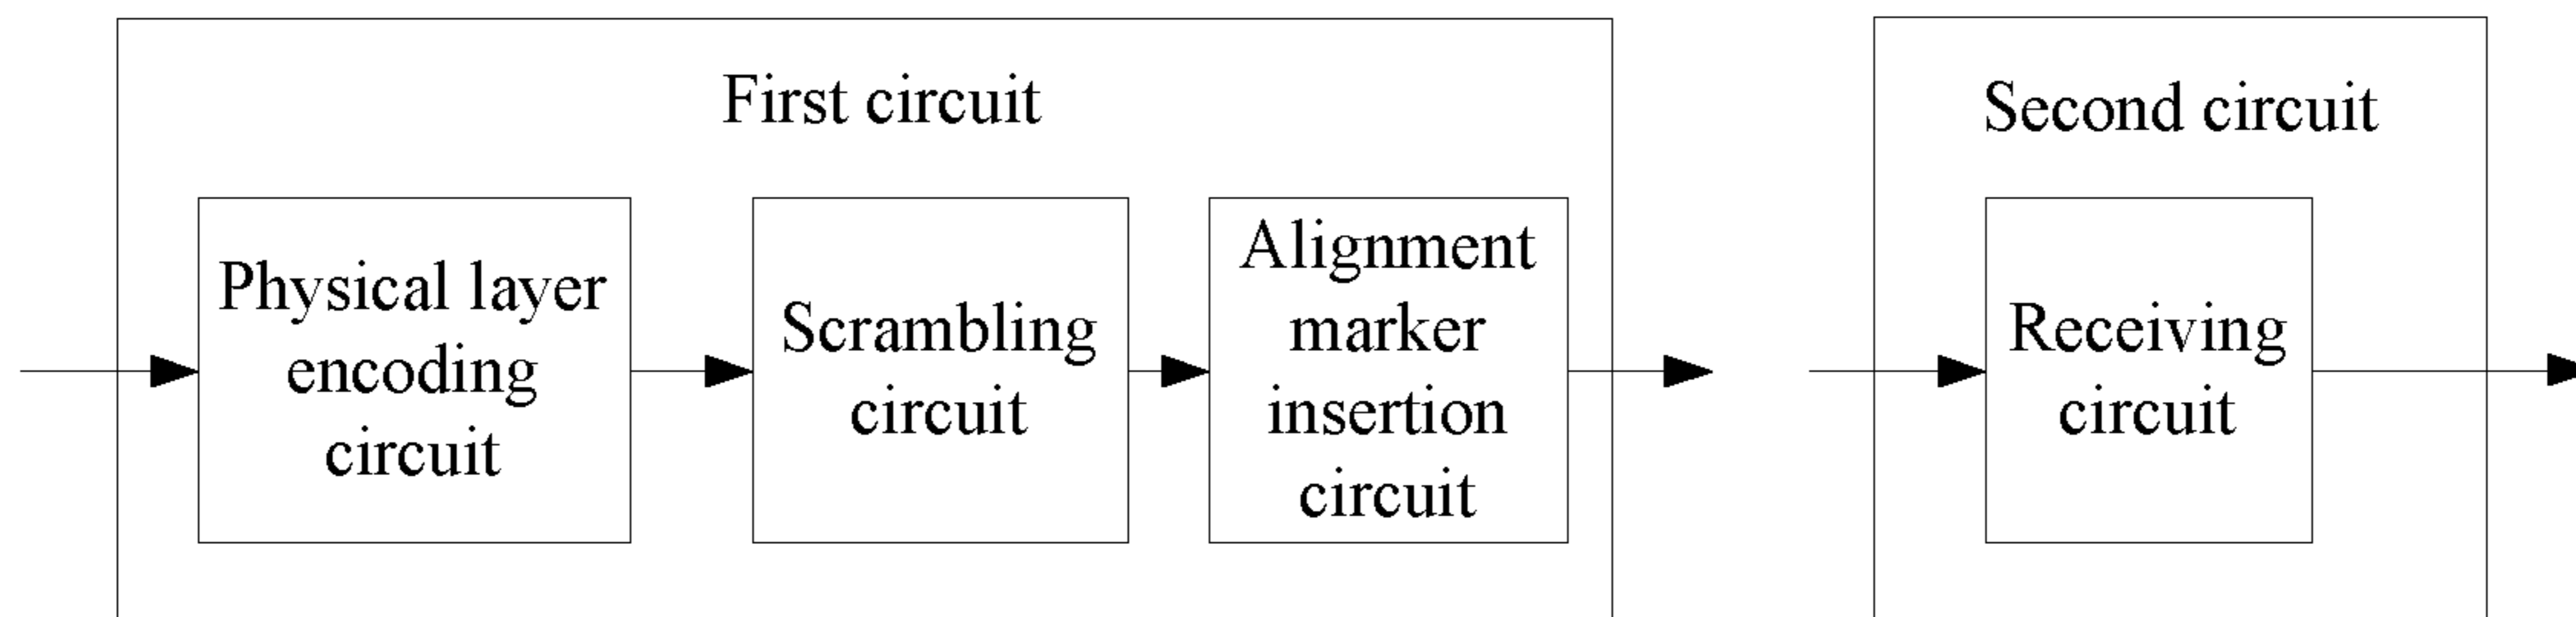 First circuit
Physical layer
encoding
circuit
Scrambling
circuit
Alignment
marker
insertion
circuit
Second circuit
Receiving
circuit